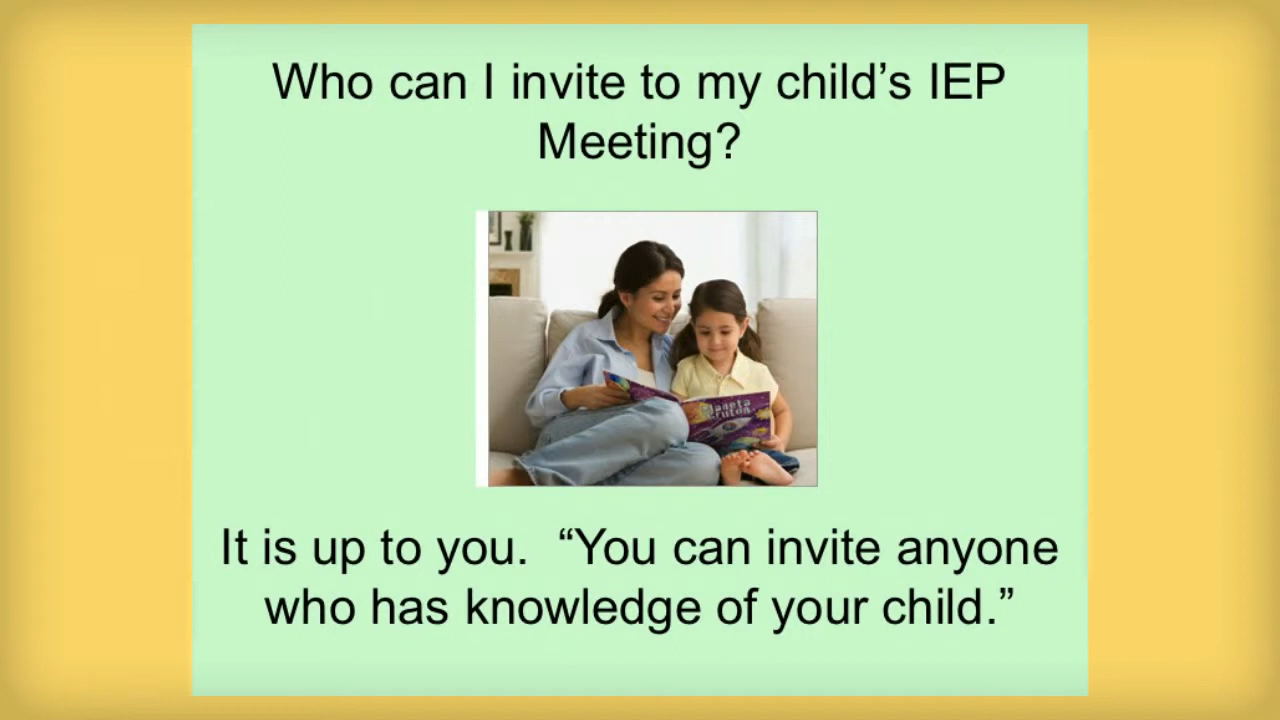 Who can I invite to my child’s IEP
Meeting?
It is up to you.  “You can invite anyone
who has knowledge of your child.”